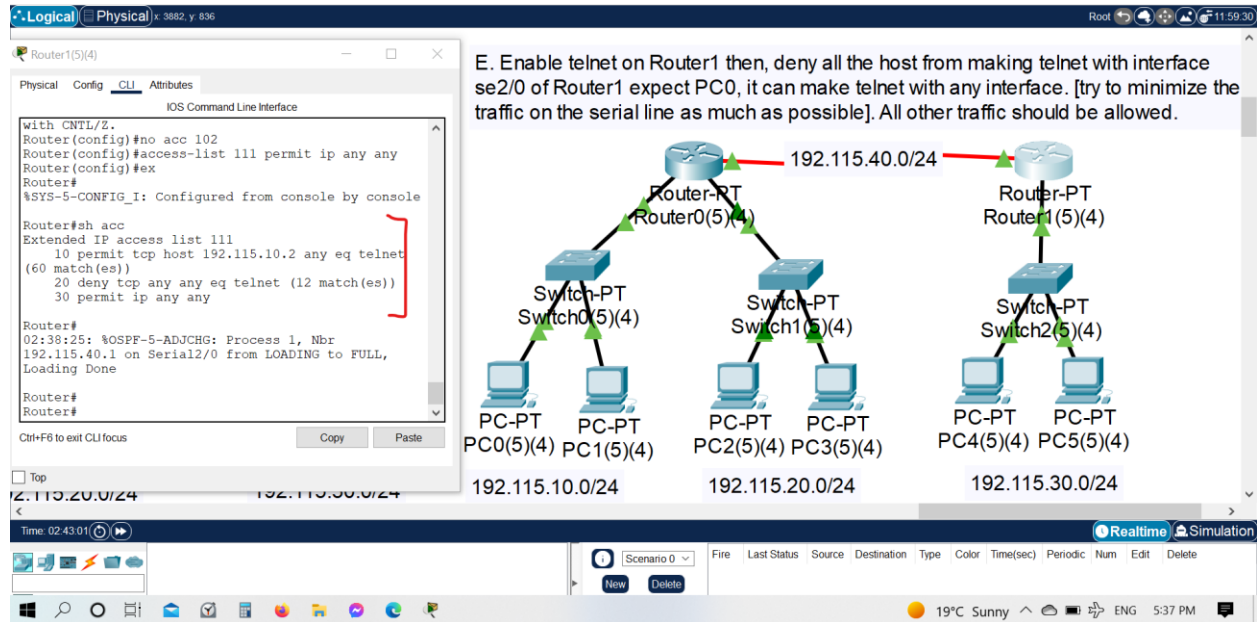 Logical
Physical
x: 3882, y: 836
Root
11:59:30
Router1(5)(4)
Physical Config CLI Attributes
IOS Command Line Interface
with CNTL/Z.
Router(config)#no acc 102
Router(config)#access-list 111 permit ip any any
Router(config)#ex
Router#
%SYS-5-CONFIG_I: Configured from console by console
Router#sh acc
Extended IP access list 111
10 permit tcp host 192.115.10.2 any eq telnet
(60 match(es))
20 deny tcp any any eq telnet (12 match(es))
30 permit ip any any
Router#
02:38:25: %OSPF-5-ADJCHG: Process 1, Nbr
192.115.40.1 on Serial2/0 from LOADING to FULL,
Loading Done
Router#
Router#
Ctrl+F6 to exit CLI focus
Copy
Paste
Top
E. Enable telnet on Router1 then, deny all the host from making telnet with interface
se2/0 of Router1 expect PC0, it can make telnet with any interface. [try to minimize the
traffic on the serial line as much as possible]. All other traffic should be allowed.
192.115.40.0/24
Router-PT
Router0(5)(4)
Router-PT
Router1(5)(4)
Switch-PT
Switch0(5)(4)
Switch-PT
Switch1(5)(4)
Switch-PT
Switch2(5)(4)
PC-PT
PC0(5)(4)
PC-PT
PC1(5)(4)
PC-PT
PC2(5)(4)
PC-PT
PC3(5)(4)
PC-PT
PC4(5)(4)
PC-PT
PC5(5)(4)
192.115.10.0/24
192.115.20.0/24
192.115.30.0/24
Time: 02:43:01
Realtime
Simulation
Scenario 0
New
Delete
Fire Last Status Source Destination Type Color Time(sec) Periodic Num Edit Delete
19°C Sunny
ENG
5:37 PM